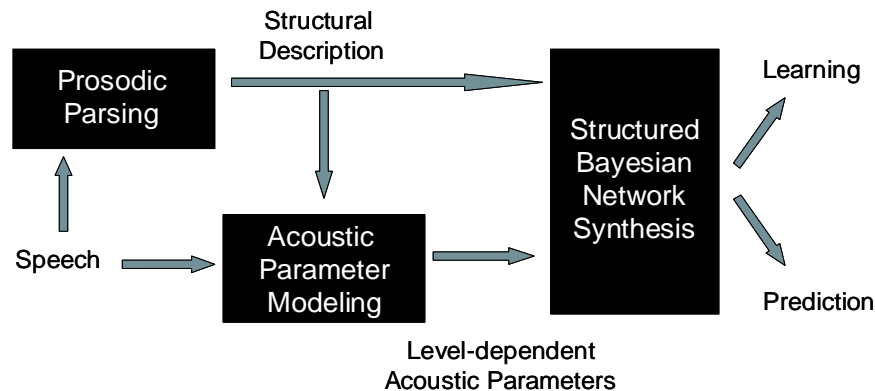 Structural
Description
Prosodic
Parsing
Learning
Structured
Bayesian
Network
Synthesis
Speech
Acoustic
Parameter
Modeling
Prediction
Level-dependent
Acoustic Parameters